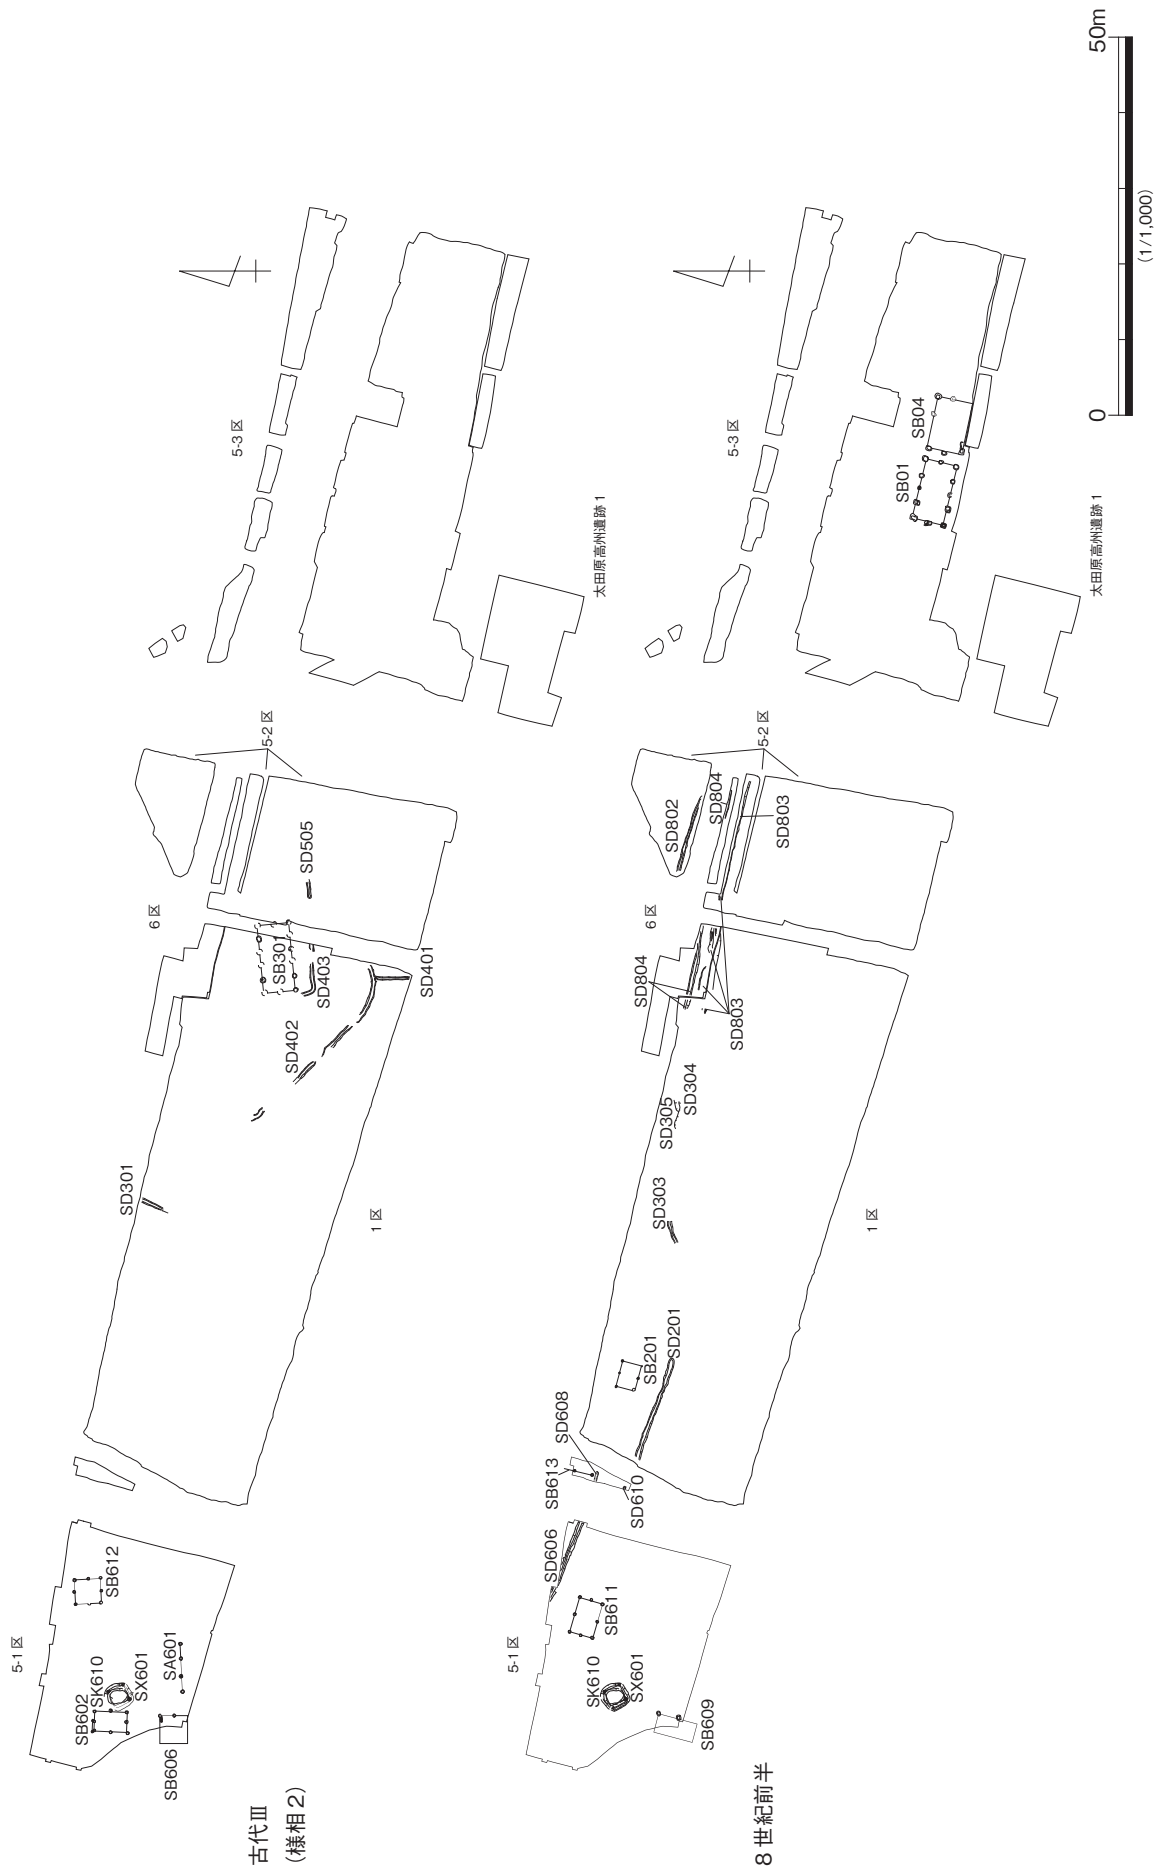 古代Ⅲ
(様相2)
5-1区
SB612
SB602
SK610
SX601
SA601
SB606
SD301
1区
SD402
SD401
SD403
SB301
SD505
6区
5-2区
5-3区
太田原高州遺跡1
8世紀前半
5-1区
SD606
SB611
SK610
SX601
SB609
SB613
SD608
SD610
SB201
SD201
SD303
SD305
SD304
1区
SD804
SD803
6区
SD802
SD804
SD803
5-2区
5-3区
SB01
SB04
太田原高州遺跡1
0
50m
(1/1,000)